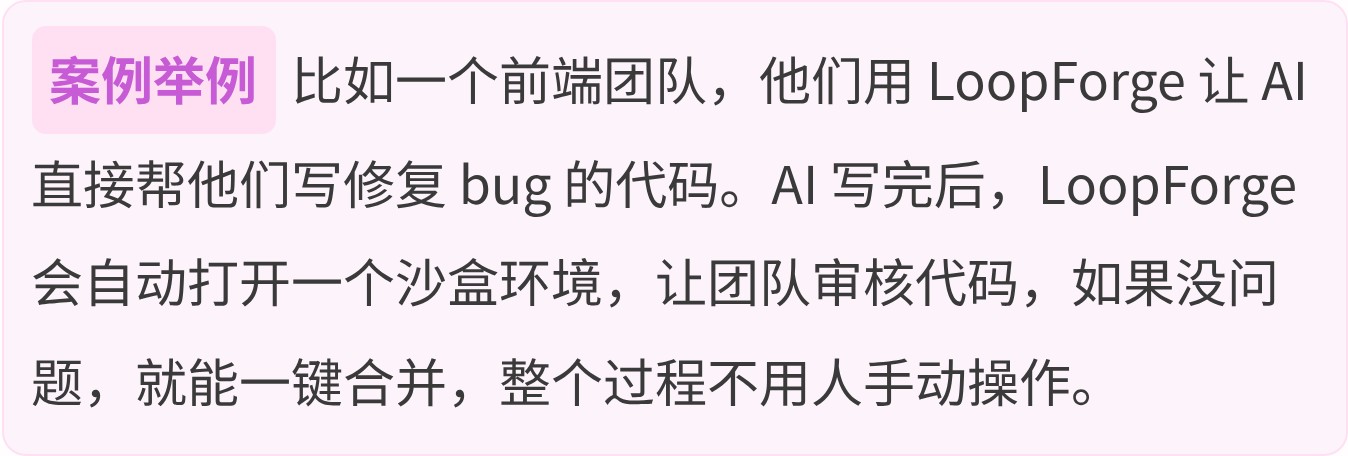 案例举例 比如一个前端团队，他们用 LoopForge 让 AI
直接帮他们写修复 bug 的代码。AI 写完后，LoopForge
会自动打开一个沙盒环境，让团队审核代码，如果没问
题，就能一键合并，整个过程不用人手动操作。